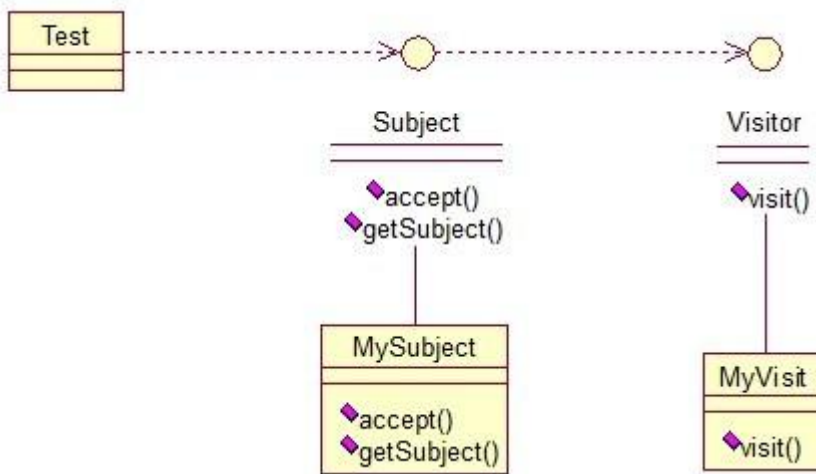 Test
Subject
accept()
getSubject()
MySubject
accept()
getSubject()
Visitor
visit()
MyVisit
visit()